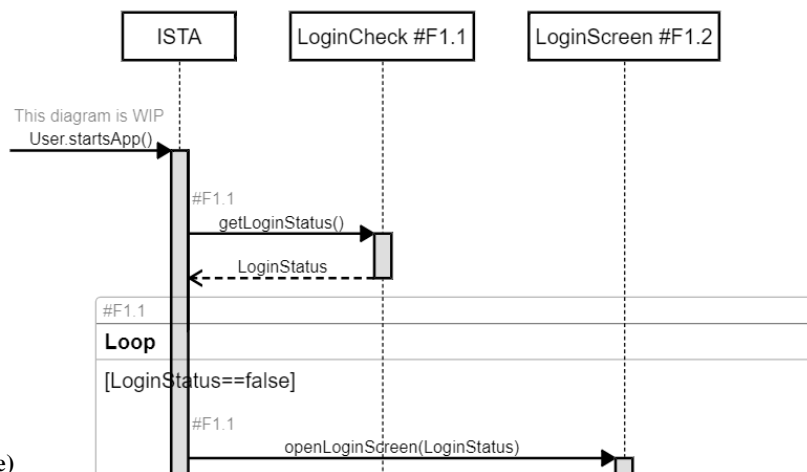 ISTA
LoginCheck #F1.1
LoginScreen #F1.2
This diagram is WIP
User.startsApp()
#F1.1
getLoginStatus()
LoginStatus
#F1.1
Loop
[LoginStatus==false]
#F1.1
openLoginScreen(LoginStatus)
e)